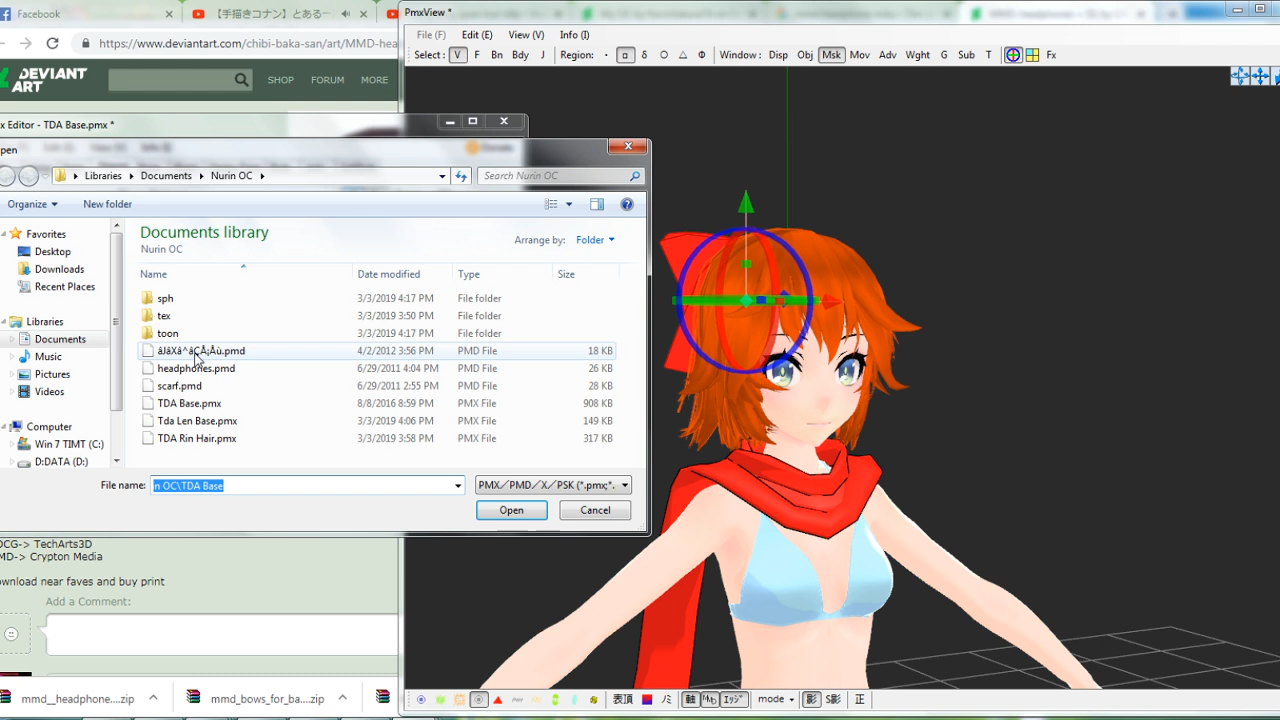 Facebook
【手描きコナン】とある一
https://www.deviantart.com/chibi-baka-san/art/MMD-hea
DEVIANT ART
SHOP FORUM MORE
PmxView *
File (F) Edit (E) View (V) Info (I)
Select : V F Bn Bdy J Region: · □ δ ○ △ Φ Window : Disp Obj Msk Mov Adv Wght G Sub T Fx
x Editor - TDA Base.pmx *
pen
Libraries Documents Nurin OC
Search Nurin OC
Organize New folder
Favorites
Desktop
Downloads
Recent Places
Libraries
Documents
Music
Pictures
Videos
Computer
Win 7 TIMT (C:)
D:DATA (D:)
Documents library
Nurin OC
Arrange by: Folder
Name Date modified Type Size
sph 3/3/2019 4:17 PM File folder
tex 3/3/2019 3:50 PM File folder
toon 3/3/2019 4:17 PM File folder
4/2/2012 3:56 PM PMD File 18 KB
headphones.pmd 6/29/2011 4:04 PM PMD File 26 KB
scarf.pmd 6/29/2011 2:55 PM PMD File 28 KB
TDA Base.pmx 8/8/2016 8:59 PM PMX File 908 KB
Tda Len Base.pmx 3/3/2019 4:06 PM PMX File 149 KB
TDA Rin Hair.pmx 3/3/2019 3:58 PM PMX File 317 KB
File name: n OC\TDA Base
PMX／PMD／X／PSK (*.pmx;*.
Open Cancel
OCG-> TechArts3D
MD-> Crypton Media
ownload near faves and buy print
Add a Comment:
mmd__headphone....zip
mmd_bows_for_ba...zip
表頂 軸 mode 影 S影 正